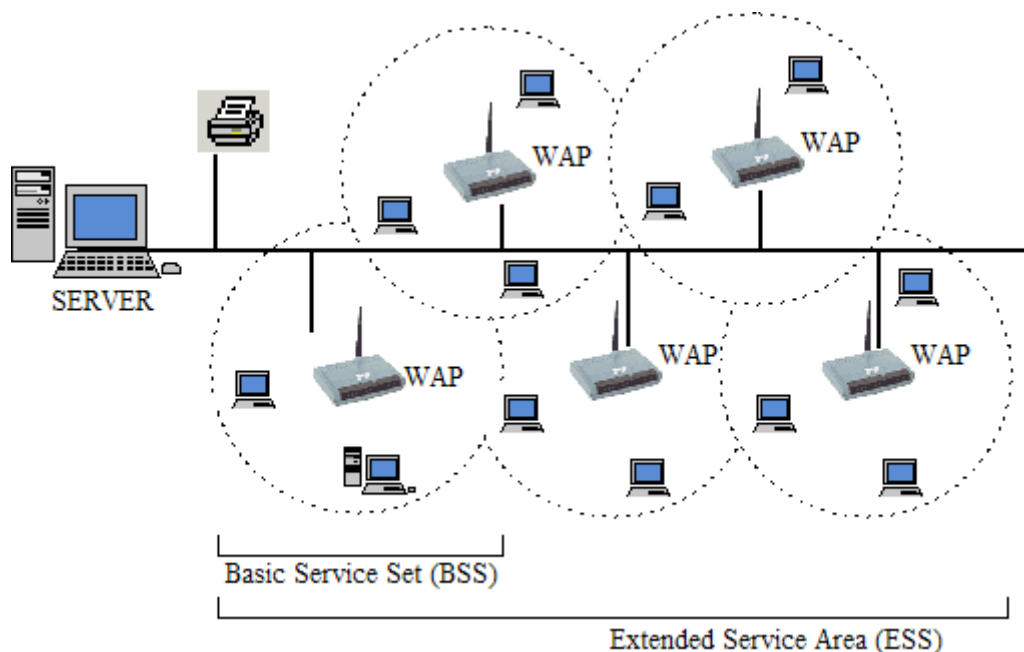 WAP
WAP
SERVER
WAP
WAP
WAP
Basic Service Set (BSS)
Extended Service Area (ESS)